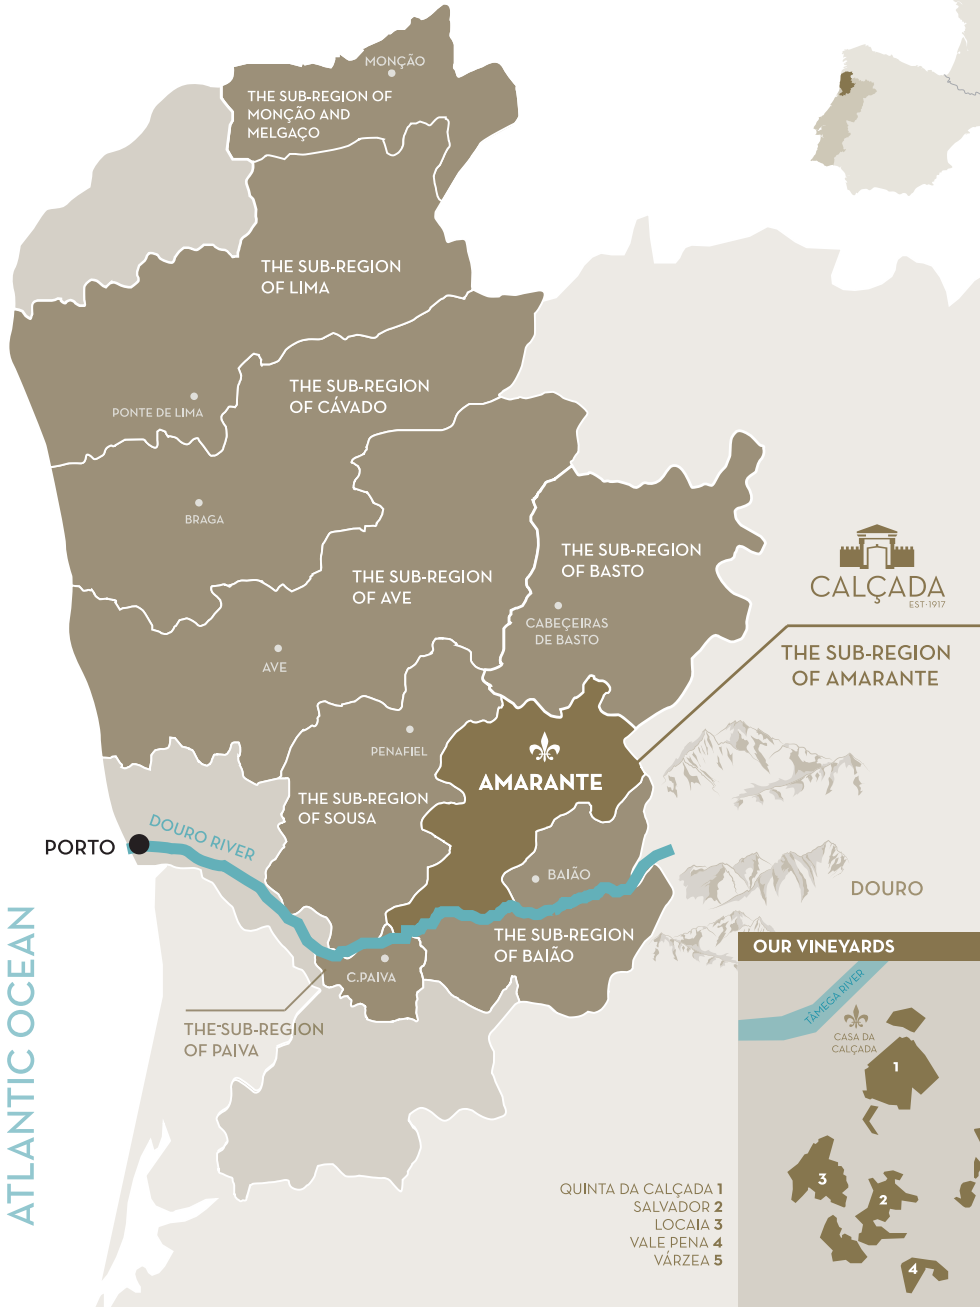 MONÇÃO
THE SUB-REGION OF
MONÇÃO AND
MELGAÇO
THE SUB-REGION
OF LIMA
THE SUB-REGION
OF CÁVADO
PONTE DE LIMA
BRAGA
THE SUB-REGION
OF BASTO
THE SUB-REGION
OF AVE
CABEÇEIRAS
DE BASTO
CALÇADA
EST·1917
THE SUB-REGION
OF AMARANTE
AVE
PENAFIEL
AMARANTE
THE SUB-REGION
OF SOUSA
PORTO
DOURO RIVER
BAIÃO
DOURO
THE SUB-REGION
OF BAIÃO
C.PAIVA
THE SUB-REGION
OF PAIVA
ATLANTIC OCEAN
OUR VINEYARDS
TÂMEGA RIVER
CASA DA
CALÇADA
1
3
2
4
QUINTA DA CALÇADA 1
SALVADOR 2
LOCAIA 3
VALE PENA 4
VÁRZEA 5